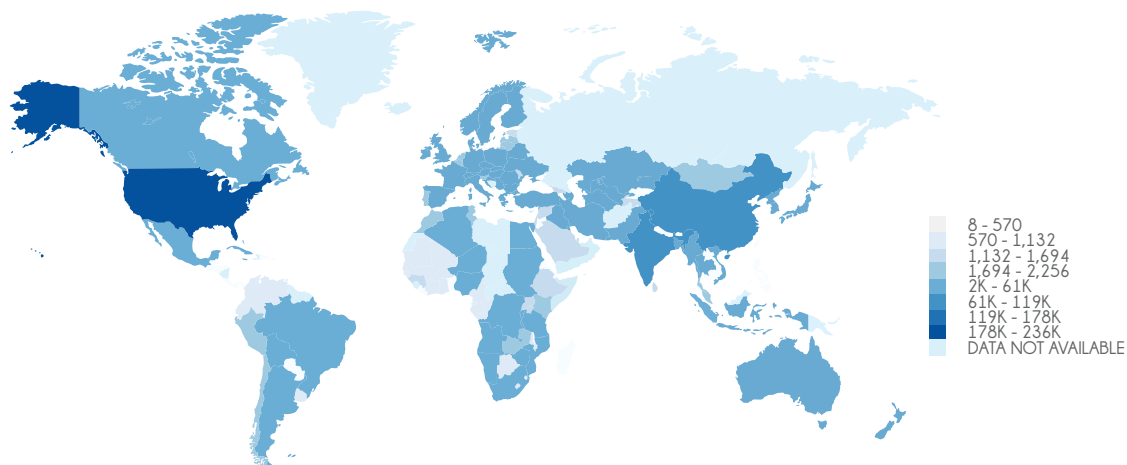 8 - 570
570 - 1,132
1,132 - 1,694
1,694 - 2,256
2K - 61K
61K - 119K
119K - 178K
178K - 236K
DATA NOT AVAILABLE